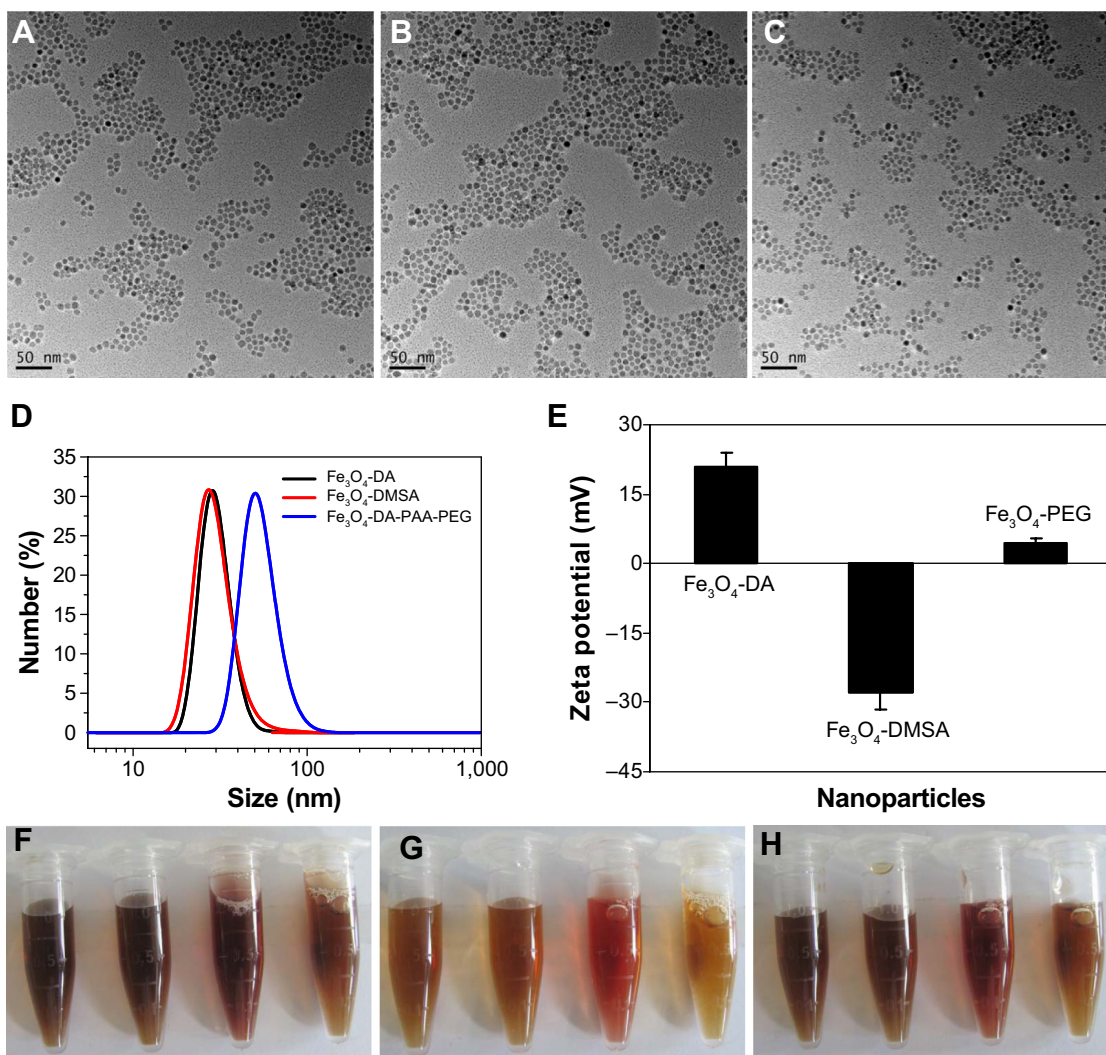 A
B
C
50 nm
50 nm
50 nm
D
35
30
25
20
15
10
5
0
Number (%)
Fe₃O₄-DA
Fe₃O₄-DMSA
Fe₃O₄-DA-PAA-PEG
10
100
1,000
Size (nm)
E
30
15
0
–15
–30
–45
Zeta potential (mV)
Fe₃O₄-DA
Fe₃O₄-DMSA
Fe₃O₄-PEG
Nanoparticles
F
G
H